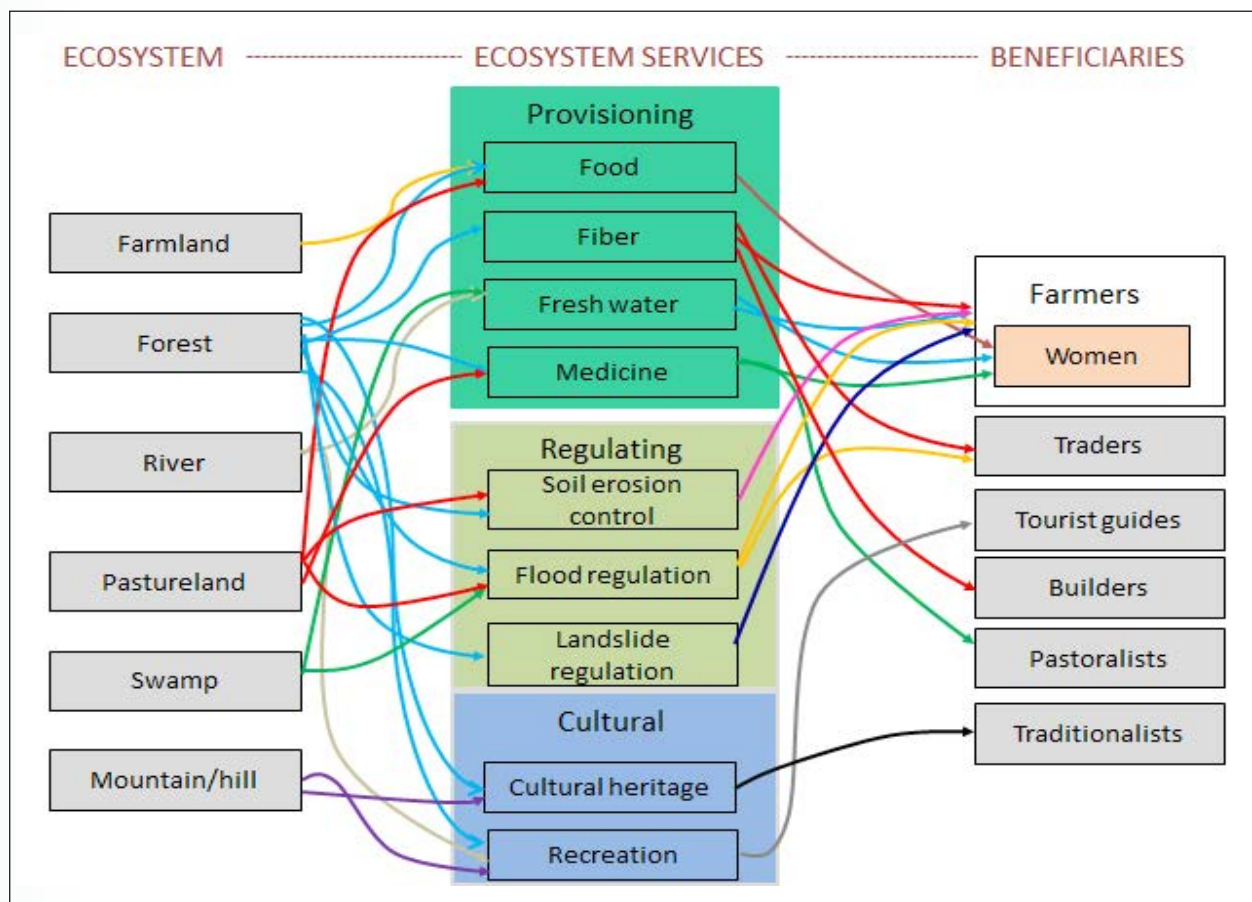 ECOSYSTEM
ECOSYSTEM SERVICES
BENEFICIARIES
Farmland
Forest
River
Pastureland
Swamp
Mountain/hill
Provisioning
Food
Fiber
Fresh water
Medicine
Regulating
Soil erosion
control
Flood regulation
Landslide
regulation
Cultural
Cultural heritage
Recreation
Farmers
Women
Traders
Tourist guides
Builders
Pastoralists
Traditionalists